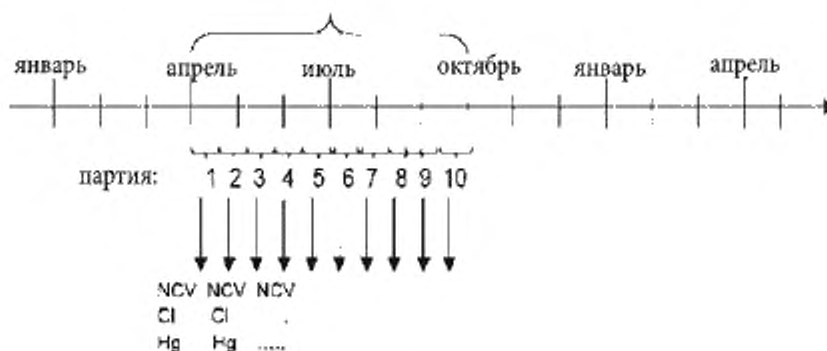 январь апрель июль октябрь январь апрель
партия: 1 2 3 4 5 6 7 8 9 10
NCV NCV NCV
Cl Cl .
Hg Hg .....